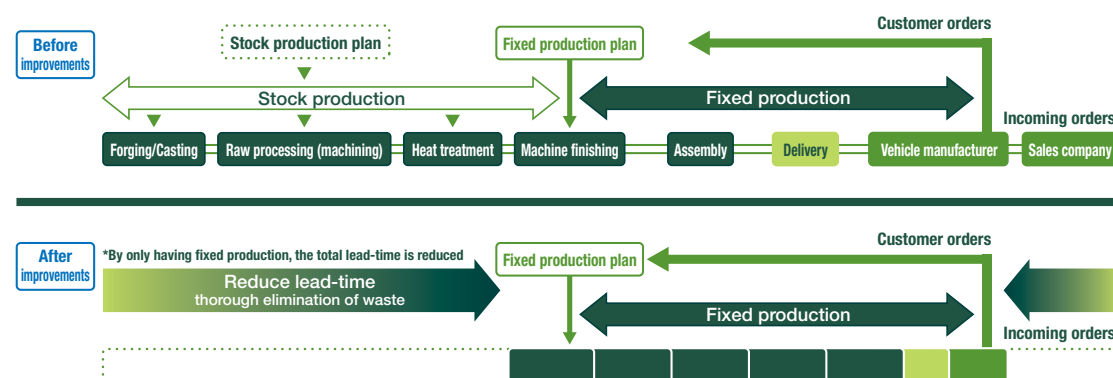 Customer orders
Before
improvements
Stock production plan
Fixed production plan
Stock production
Fixed production
Incoming orders
Forging/Casting
Raw processing (machining)
Heat treatment
Machine finishing
Assembly
Delivery
Vehicle manufacturer
Sales company
After
improvements
*By only having fixed production, the total lead-time is reduced
Fixed production plan
Customer orders
Reduce lead-time
thorough elimination of waste
Fixed production
Incoming orders